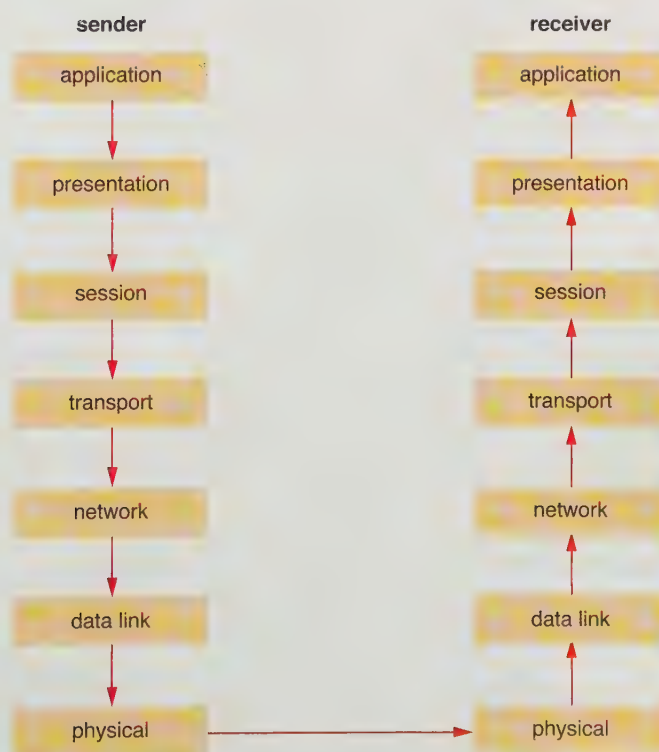 sender
receiver
application
application
presentation
presentation
session
session
transport
transport
network
network
data link
data link
physical
physical